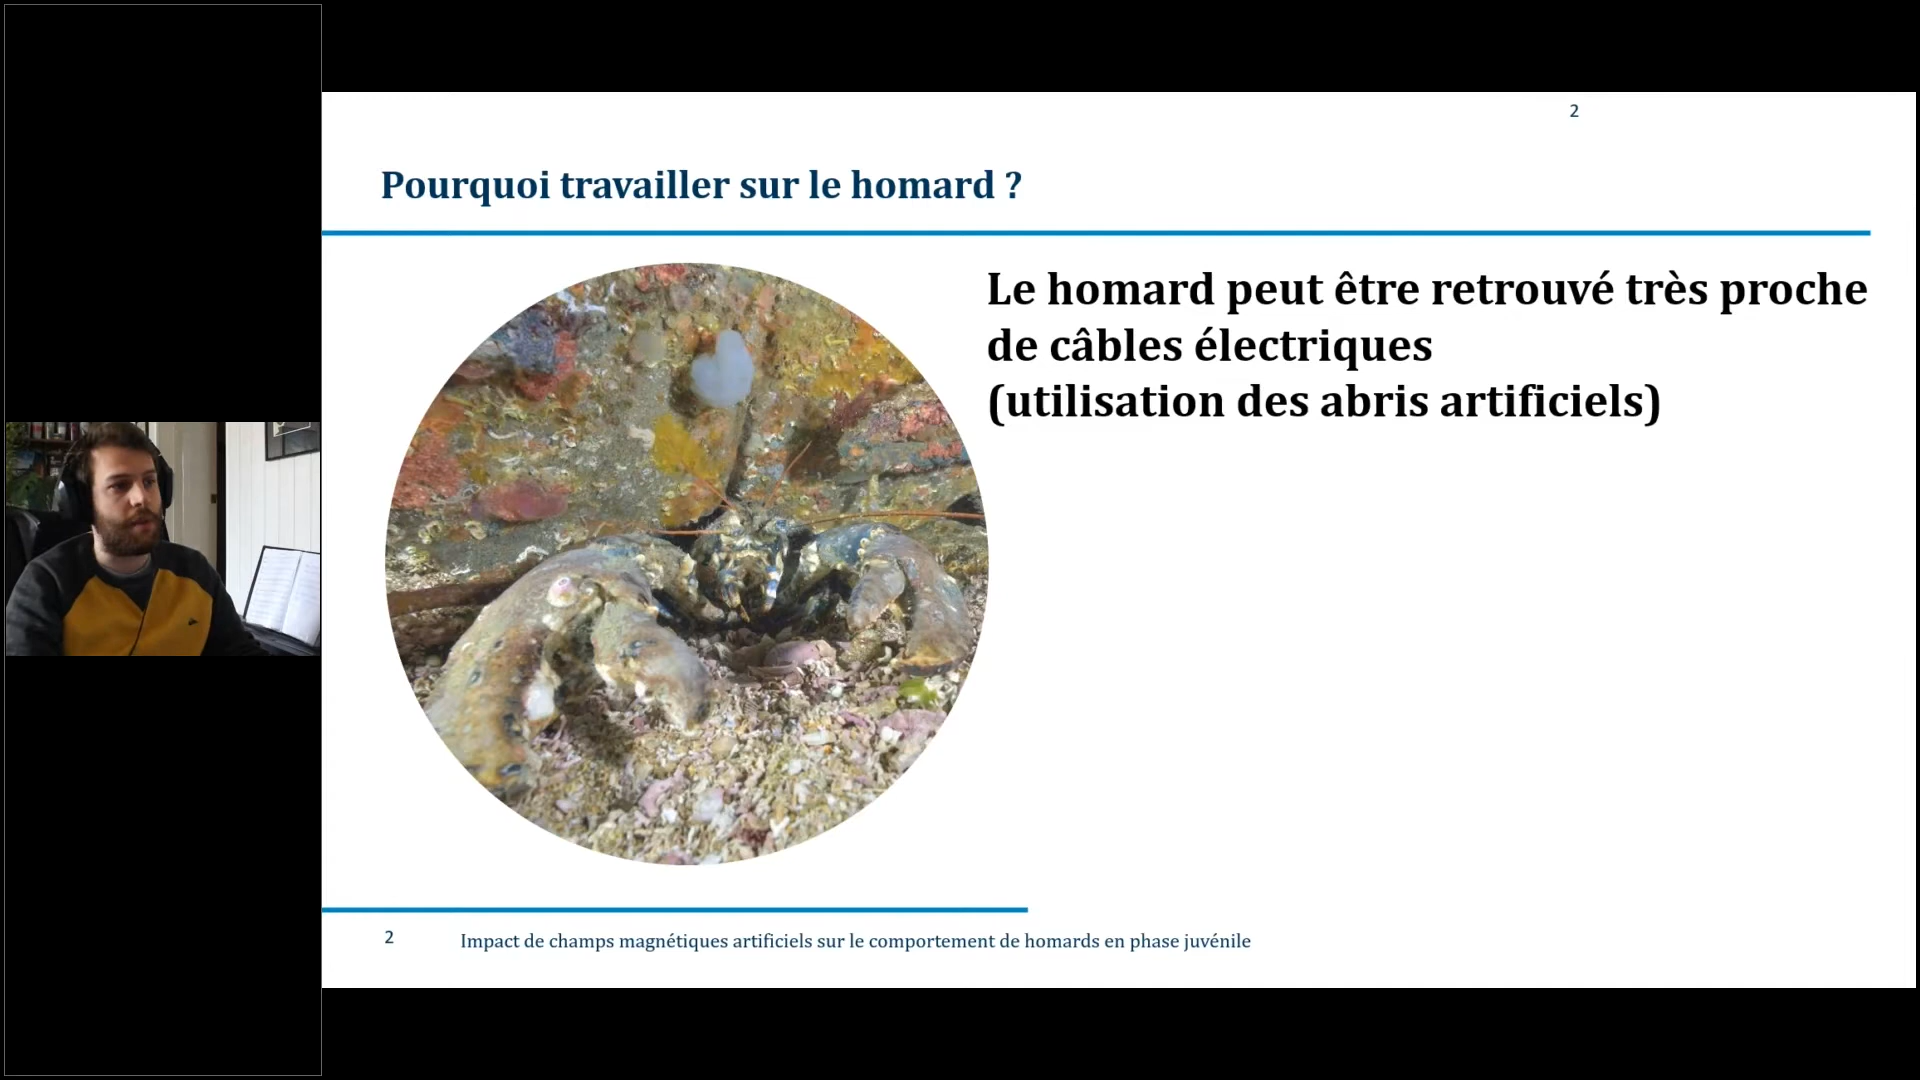 2
Pourquoi travailler sur le homard ?
Le homard peut être retrouvé très proche
de câbles électriques
(utilisation des abris artificiels)
2
Impact de champs magnétiques artificiels sur le comportement de homards en phase juvénile